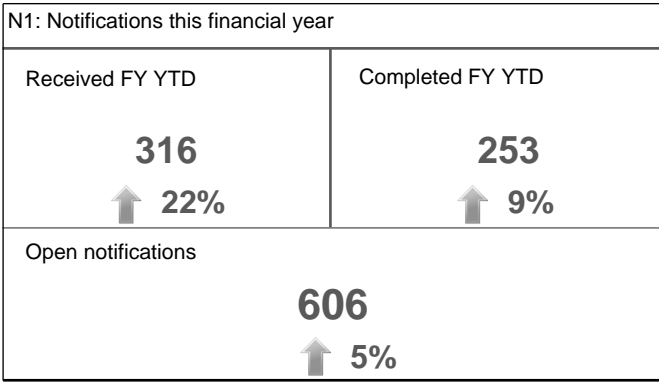 N1: Notifications this financial year
Received FY YTD
316
22%
Completed FY YTD
253
9%
Open notifications
606
5%